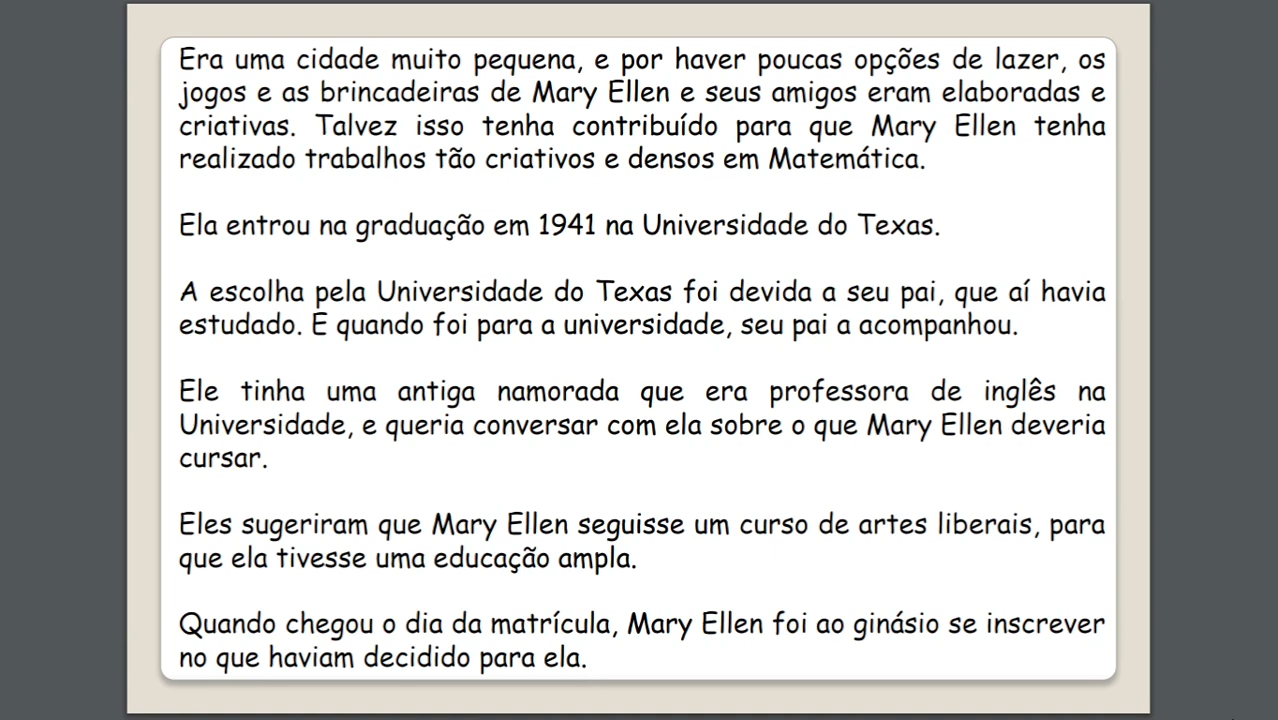 Era uma cidade muito pequena, e por haver poucas opções de lazer, os
jogos e as brincadeiras de Mary Ellen e seus amigos eram elaboradas e
criativas. Talvez isso tenha contribuído para que Mary Ellen tenha
realizado trabalhos tão criativos e densos em Matemática.
Ela entrou na graduação em 1941 na Universidade do Texas.
A escolha pela Universidade do Texas foi devida a seu pai, que aí havia
estudado. E quando foi para a universidade, seu pai a acompanhou.
Ele tinha uma antiga namorada que era professora de inglês na
Universidade, e queria conversar com ela sobre o que Mary Ellen deveria
cursar.
Eles sugeriram que Mary Ellen seguisse um curso de artes liberais, para
que ela tivesse uma educação ampla.
Quando chegou o dia da matrícula, Mary Ellen foi ao ginásio se inscrever
no que haviam decidido para ela.